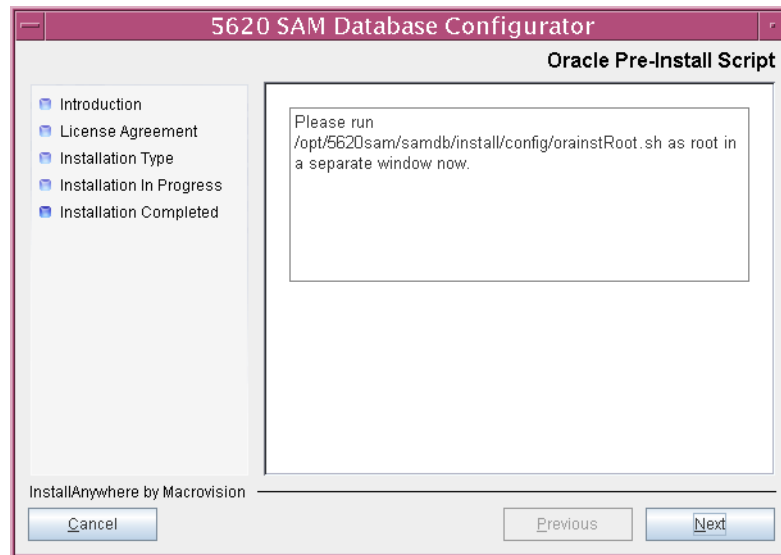 5620 SAM Database Configurator
Oracle Pre-Install Script
Introduction
License Agreement
Installation Type
Installation In Progress
Installation Completed
Please run
/opt/5620sam/samdb/install/config/orainstRoot.sh as root in
a separate window now.
InstallAnywhere by Macrovision
Cancel
Previous
Next